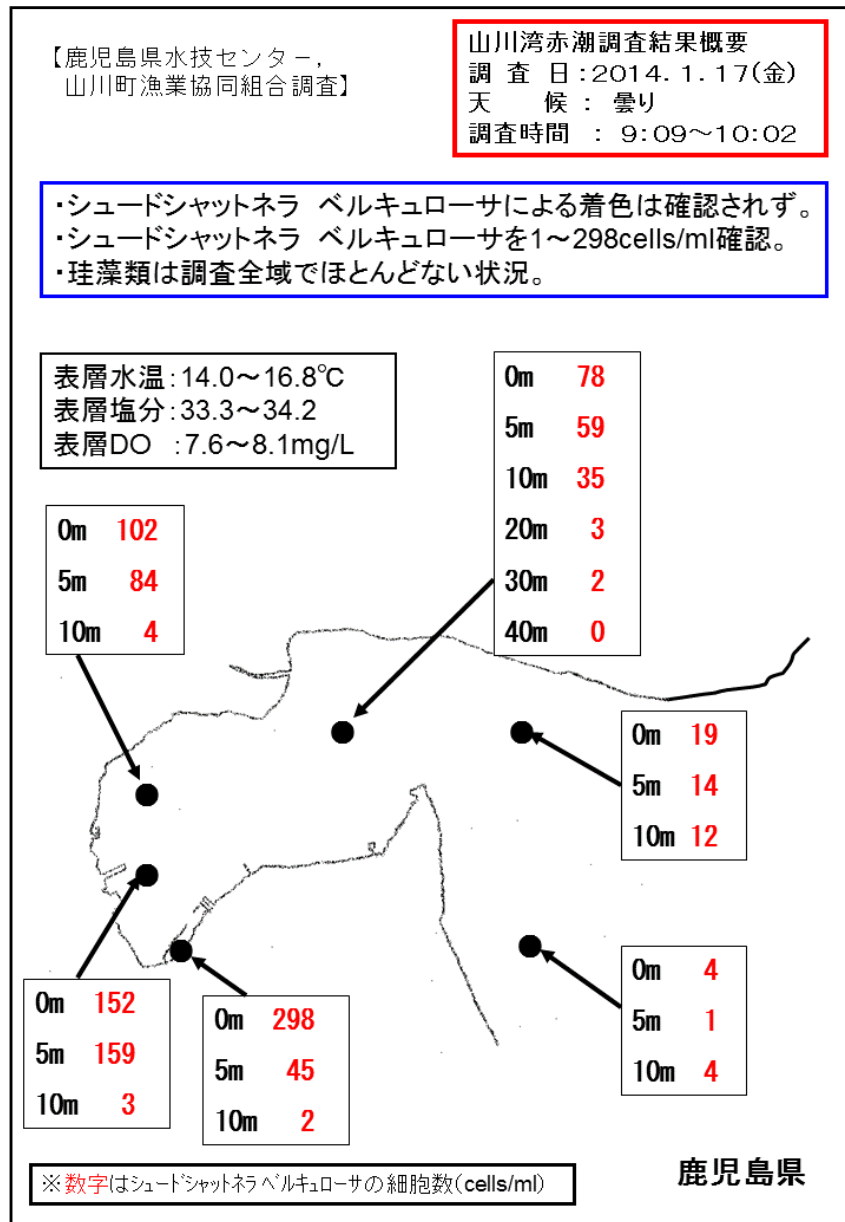 【鹿児島県水技センター,
山川町漁業協同組合調査】
山川湾赤潮調査結果概要
調 査 日:2014.1.17(金)
天　　候 : 曇り
調査時間 : 9:09~10:02
・シュードシャットネラ ベルキュローサによる着色は確認されず。
・シュードシャットネラ ベルキュローサを1~298cells/ml確認。
・珪藻類は調査全域でほとんどない状況。
表層水温:14.0~16.8℃
表層塩分:33.3~34.2
表層DO :7.6~8.1mg/L
0m 78
5m 59
10m 35
20m 3
30m 2
40m 0
0m 102
5m 84
10m 4
0m 19
5m 14
10m 12
0m 4
5m 1
10m 4
0m 152
5m 159
10m 3
0m 298
5m 45
10m 2
※数字はシュードシャットネラ ベルキュローサの細胞数(cells/ml)
鹿児島県